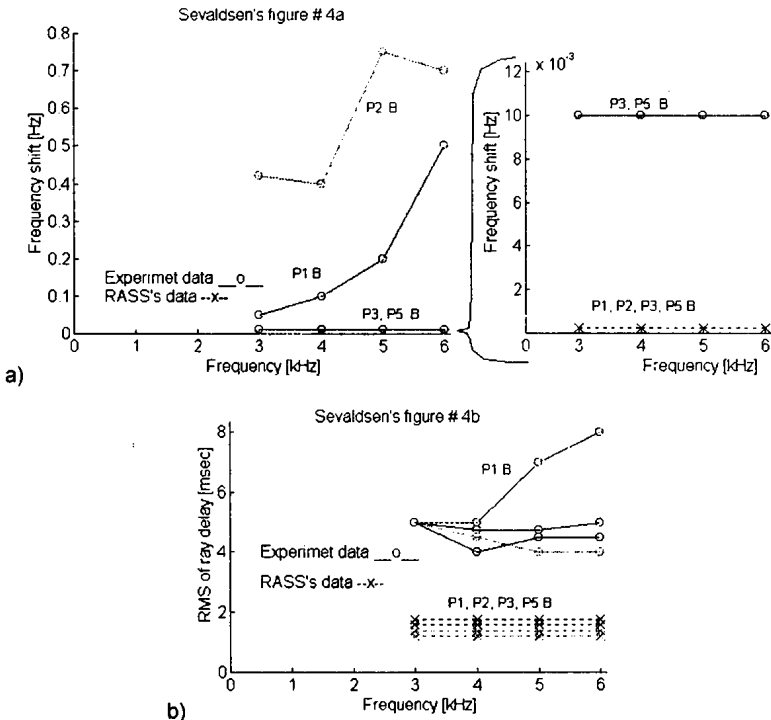 Sevaldsen's figure # 4a
Frequency shift [Hz]
0.8
0.7
0.6
0.5
0.4
0.3
0.2
0.1
0
P2 B
P1 B
Experimet data __o__
RASS's data --x--
P3, P5 B
0 1 2 3 4 5 6
Frequency [kHz]
a)
x 10-3
Frequency shift [Hz]
12
10
8
6
4
2
0
P3, P5 B
P1, P2, P3, P5 B
3 4 5 6
Frequency [kHz]
Sevaldsen's figure # 4b
RMS of ray delay [msec]
8
6
4
2
0
P1 B
Experimet data __o__
RASS's data --x--
P1, P2, P3, P5 B
0 1 2 3 4 5 6
Frequency [kHz]
b)